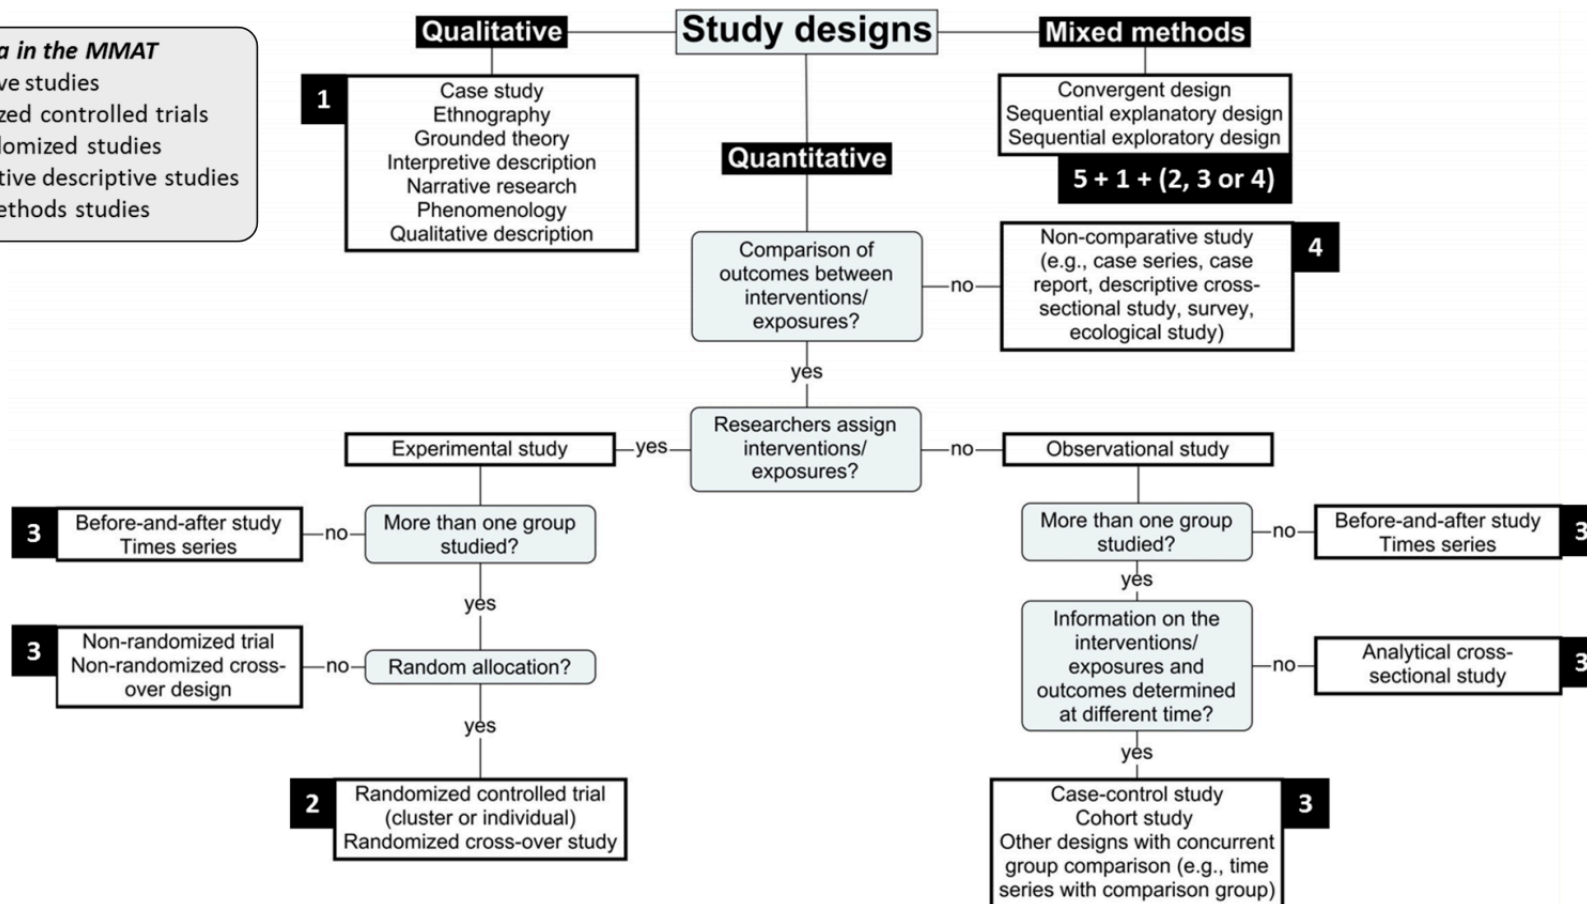 Study designs
Qualitative
Mixed methods
in the MMAT
studies
controlled trials
studies
descriptive studies
studies
1
Case study
Ethnography
Grounded theory
Interpretive description
Narrative research
Phenomenology
Qualitative description
Convergent design
Sequential explanatory design
Sequential exploratory design
5 + 1 + (2, 3 or 4)
Quantitative
Comparison of
outcomes between
interventions/
exposures?
no
Non-comparative study
(e.g., case series, case
report, descriptive cross-
sectional study, survey,
ecological study)
4
yes
Researchers assign
interventions/
exposures?
yes
Experimental study
no
Observational study
More than one group
studied?
no
Before-and-after study
Times series
3
yes
Random allocation?
no
Non-randomized trial
Non-randomized cross-
over design
3
yes
2
Randomized controlled trial
(cluster or individual)
Randomized cross-over study
More than one group
studied?
no
Before-and-after study
Times series
3
yes
Information on the
interventions/
exposures and
outcomes determined
at different time?
no
Analytical cross-
sectional study
3
yes
Case-control study
Cohort study
Other designs with concurrent
group comparison (e.g., time
series with comparison group)
3